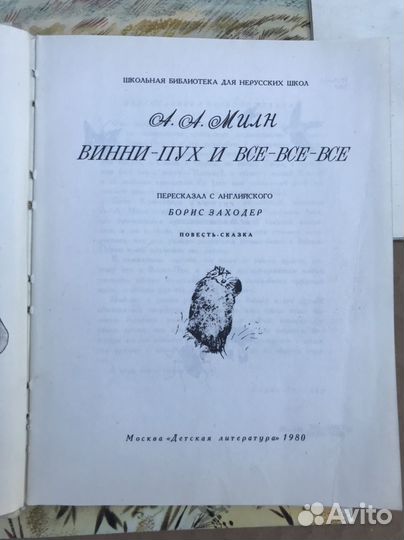 ШКОЛЬНАЯ БИБЛИОТЕКА ДЛЯ НЕРУССКИХ ШКОЛ
А. А. Милн
ВИННИ-ПУХ И ВСЕ-ВСЕ-ВСЕ
ПЕРЕСКАЗАЛ С АНГЛИЙСКОГО
БОРИС ЗАХОДЕР
ПОВЕСТЬ-СКАЗКА
Москва «Детская литература» 1980
Avito